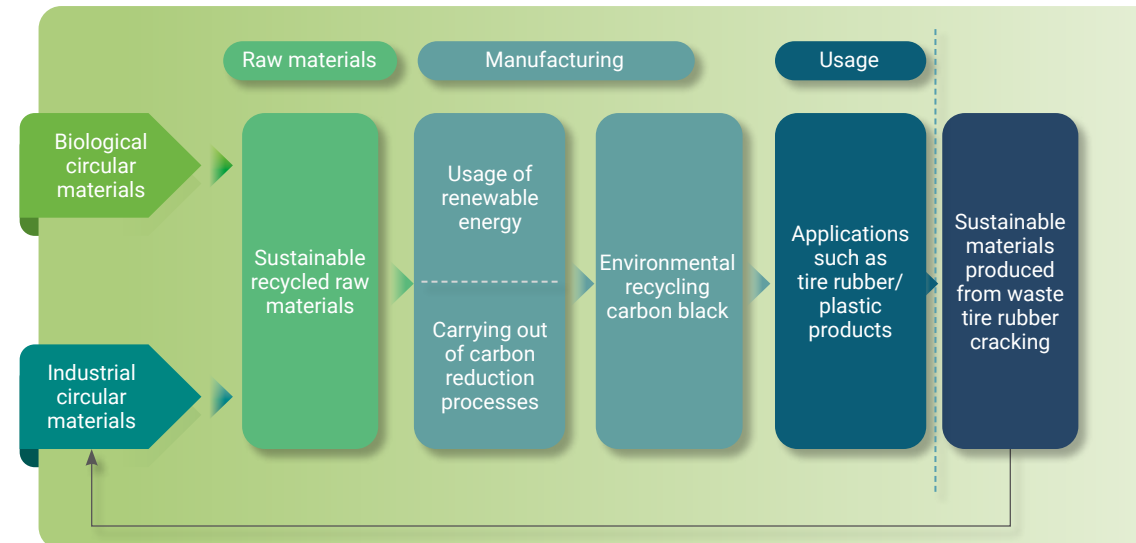 Raw materials
Manufacturing
Usage
Biological
circular
materials
Industrial
circular
materials
Sustainable
recycled raw
materials
Usage of
renewable
energy
Carrying out
of carbon
reduction
processes
Environmental
recycling
carbon black
Applications
such as
tire rubber/
plastic
products
Sustainable
materials
produced
from waste
tire rubber
cracking